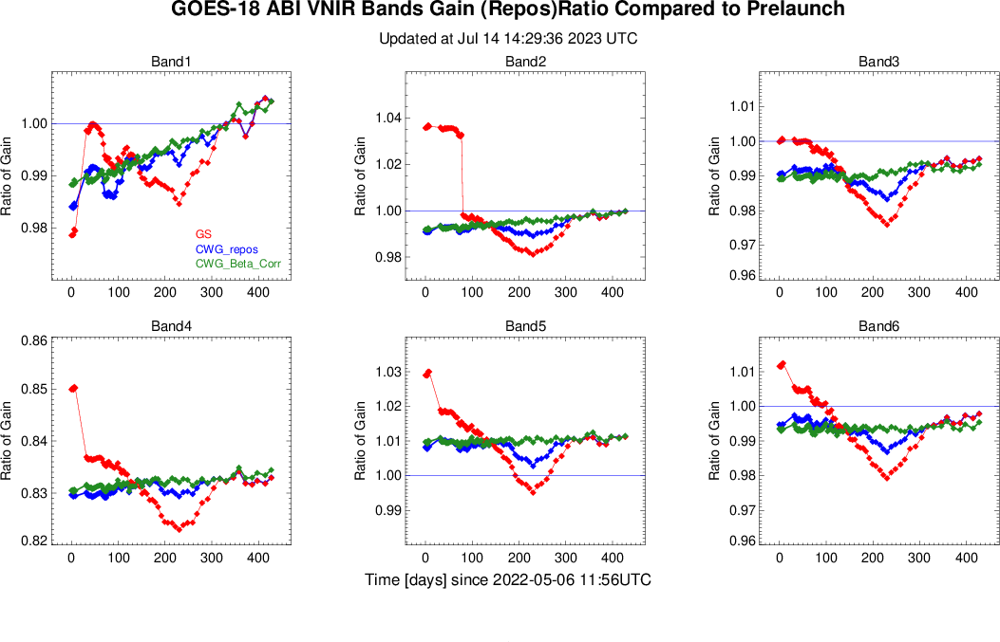 GOES-18 ABI VNIR Bands Gain (Repos)Ratio Compared to Prelaunch
Updated at Jul 14 14:29:36 2023 UTC
Band1
Ratio of Gain
1.00
0.99
0.98
GS
CWG_repos
CWG_Beta_Corr
0 100 200 300 400
Band2
Ratio of Gain
1.04
1.02
1.00
0.98
0 100 200 300 400
Band3
Ratio of Gain
1.01
1.00
0.99
0.98
0.97
0.96
0 100 200 300 400
Band4
Ratio of Gain
0.86
0.85
0.84
0.83
0.82
0 100 200 300 400
Band5
Ratio of Gain
1.03
1.02
1.01
1.00
0.99
0 100 200 300 400
Band6
Ratio of Gain
1.01
1.00
0.99
0.98
0.97
0.96
0 100 200 300 400
Time [days] since 2022-05-06 11:56UTC